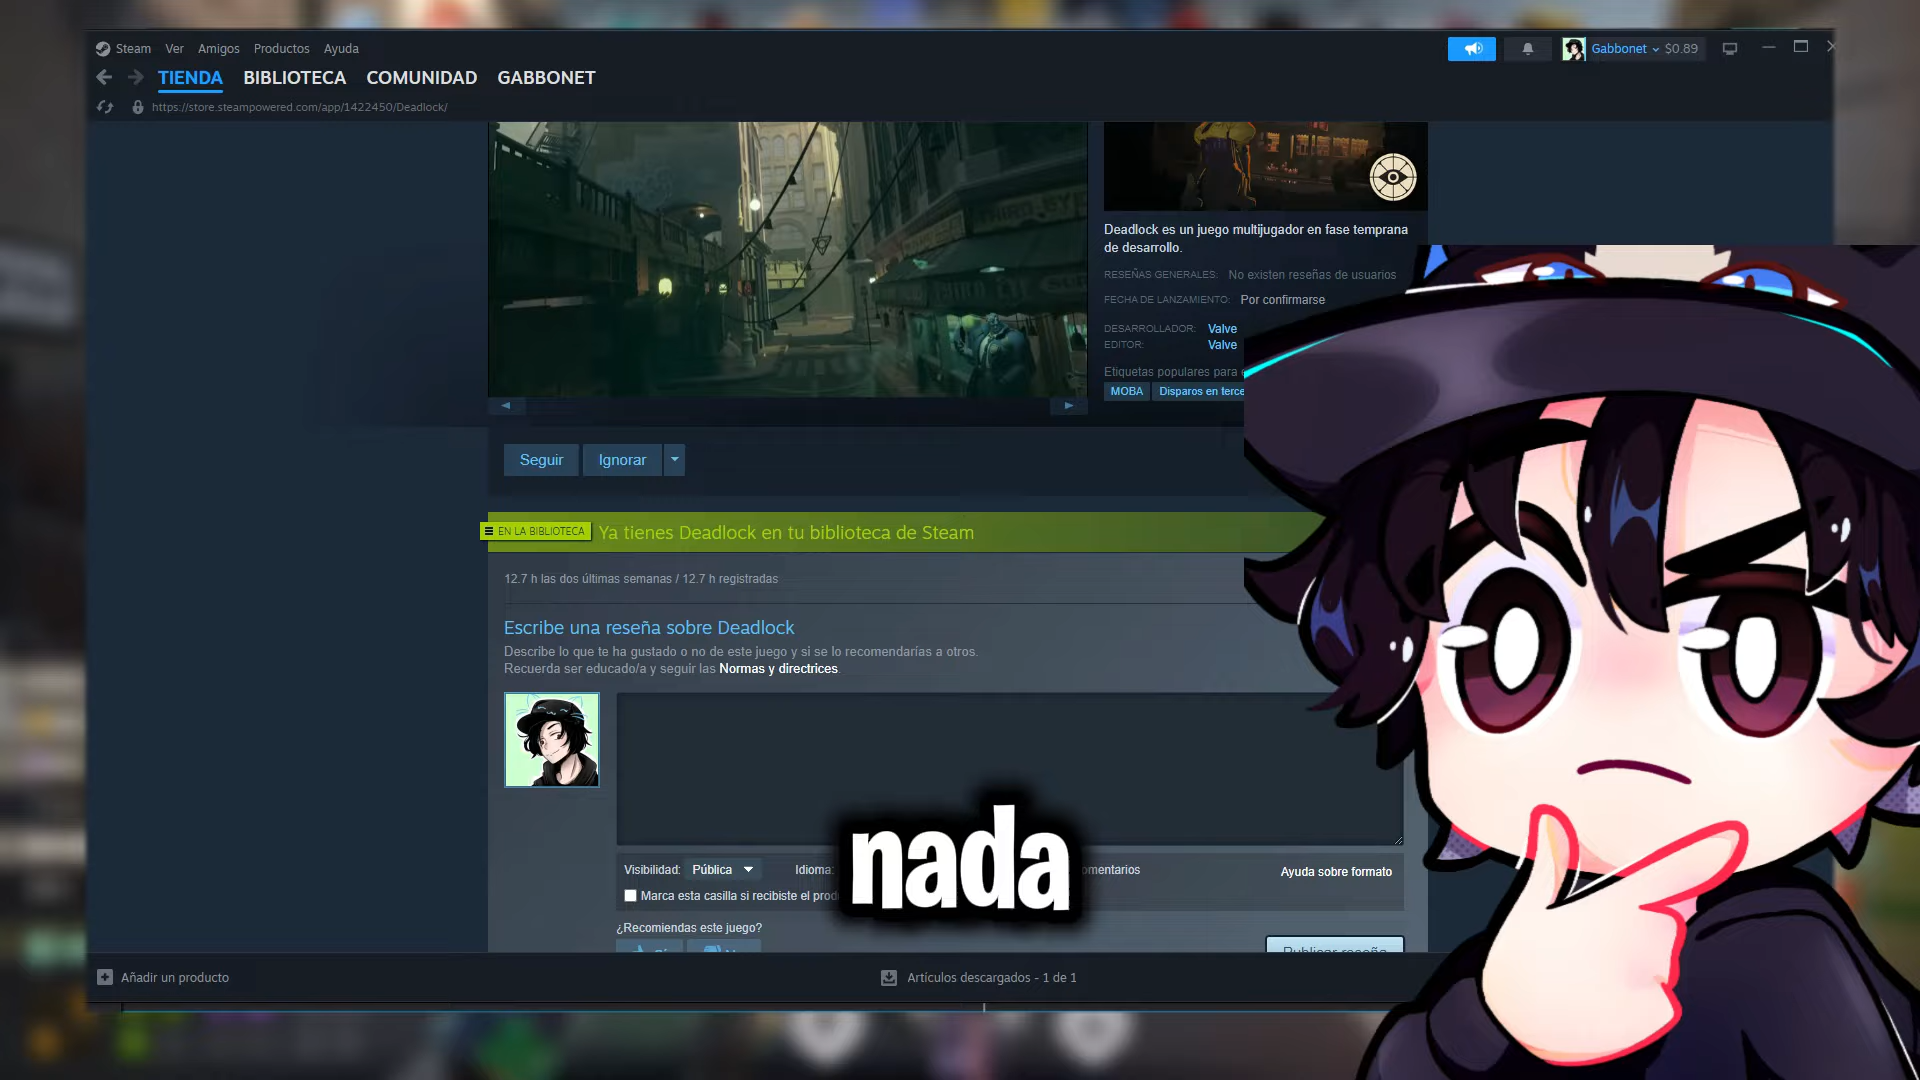 Steam Ver Amigos Productos Ayuda
Gabbonet $0.89
TIENDA BIBLIOTECA COMUNIDAD GABBONET
https://store.steampowered.com/app/1422450/Deadlock/
Deadlock es un juego multijugador en fase temprana
de desarrollo.
RESEÑAS GENERALES: No existen reseñas de usuarios
FECHA DE LANZAMIENTO: Por confirmarse
DESARROLLADOR: Valve
EDITOR: Valve
Etiquetas populares para
MOBA Disparos en terce
Seguir Ignorar
EN LA BIBLIOTECA Ya tienes Deadlock en tu biblioteca de Steam
12.7 h las dos últimas semanas / 12.7 h registradas
Escribe una reseña sobre Deadlock
Describe lo que te ha gustado o no de este juego y si se lo recomendarías a otros.
Recuerda ser educado/a y seguir las Normas y directrices.
nada
Visibilidad: Pública Idioma: omentarios Ayuda sobre formato
Marca esta casilla si recibiste el prod
¿Recomiendas este juego?
Publicar reseña
Añadir un producto
Artículos descargados - 1 de 1